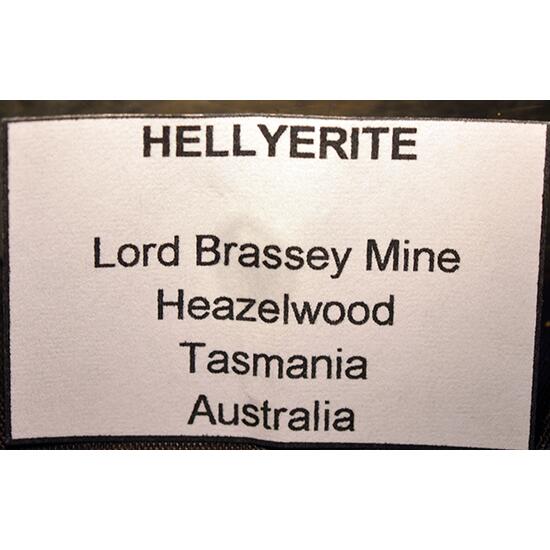 HELLYERITE
Lord Brassey Mine
Heazelwood
Tasmania
Australia